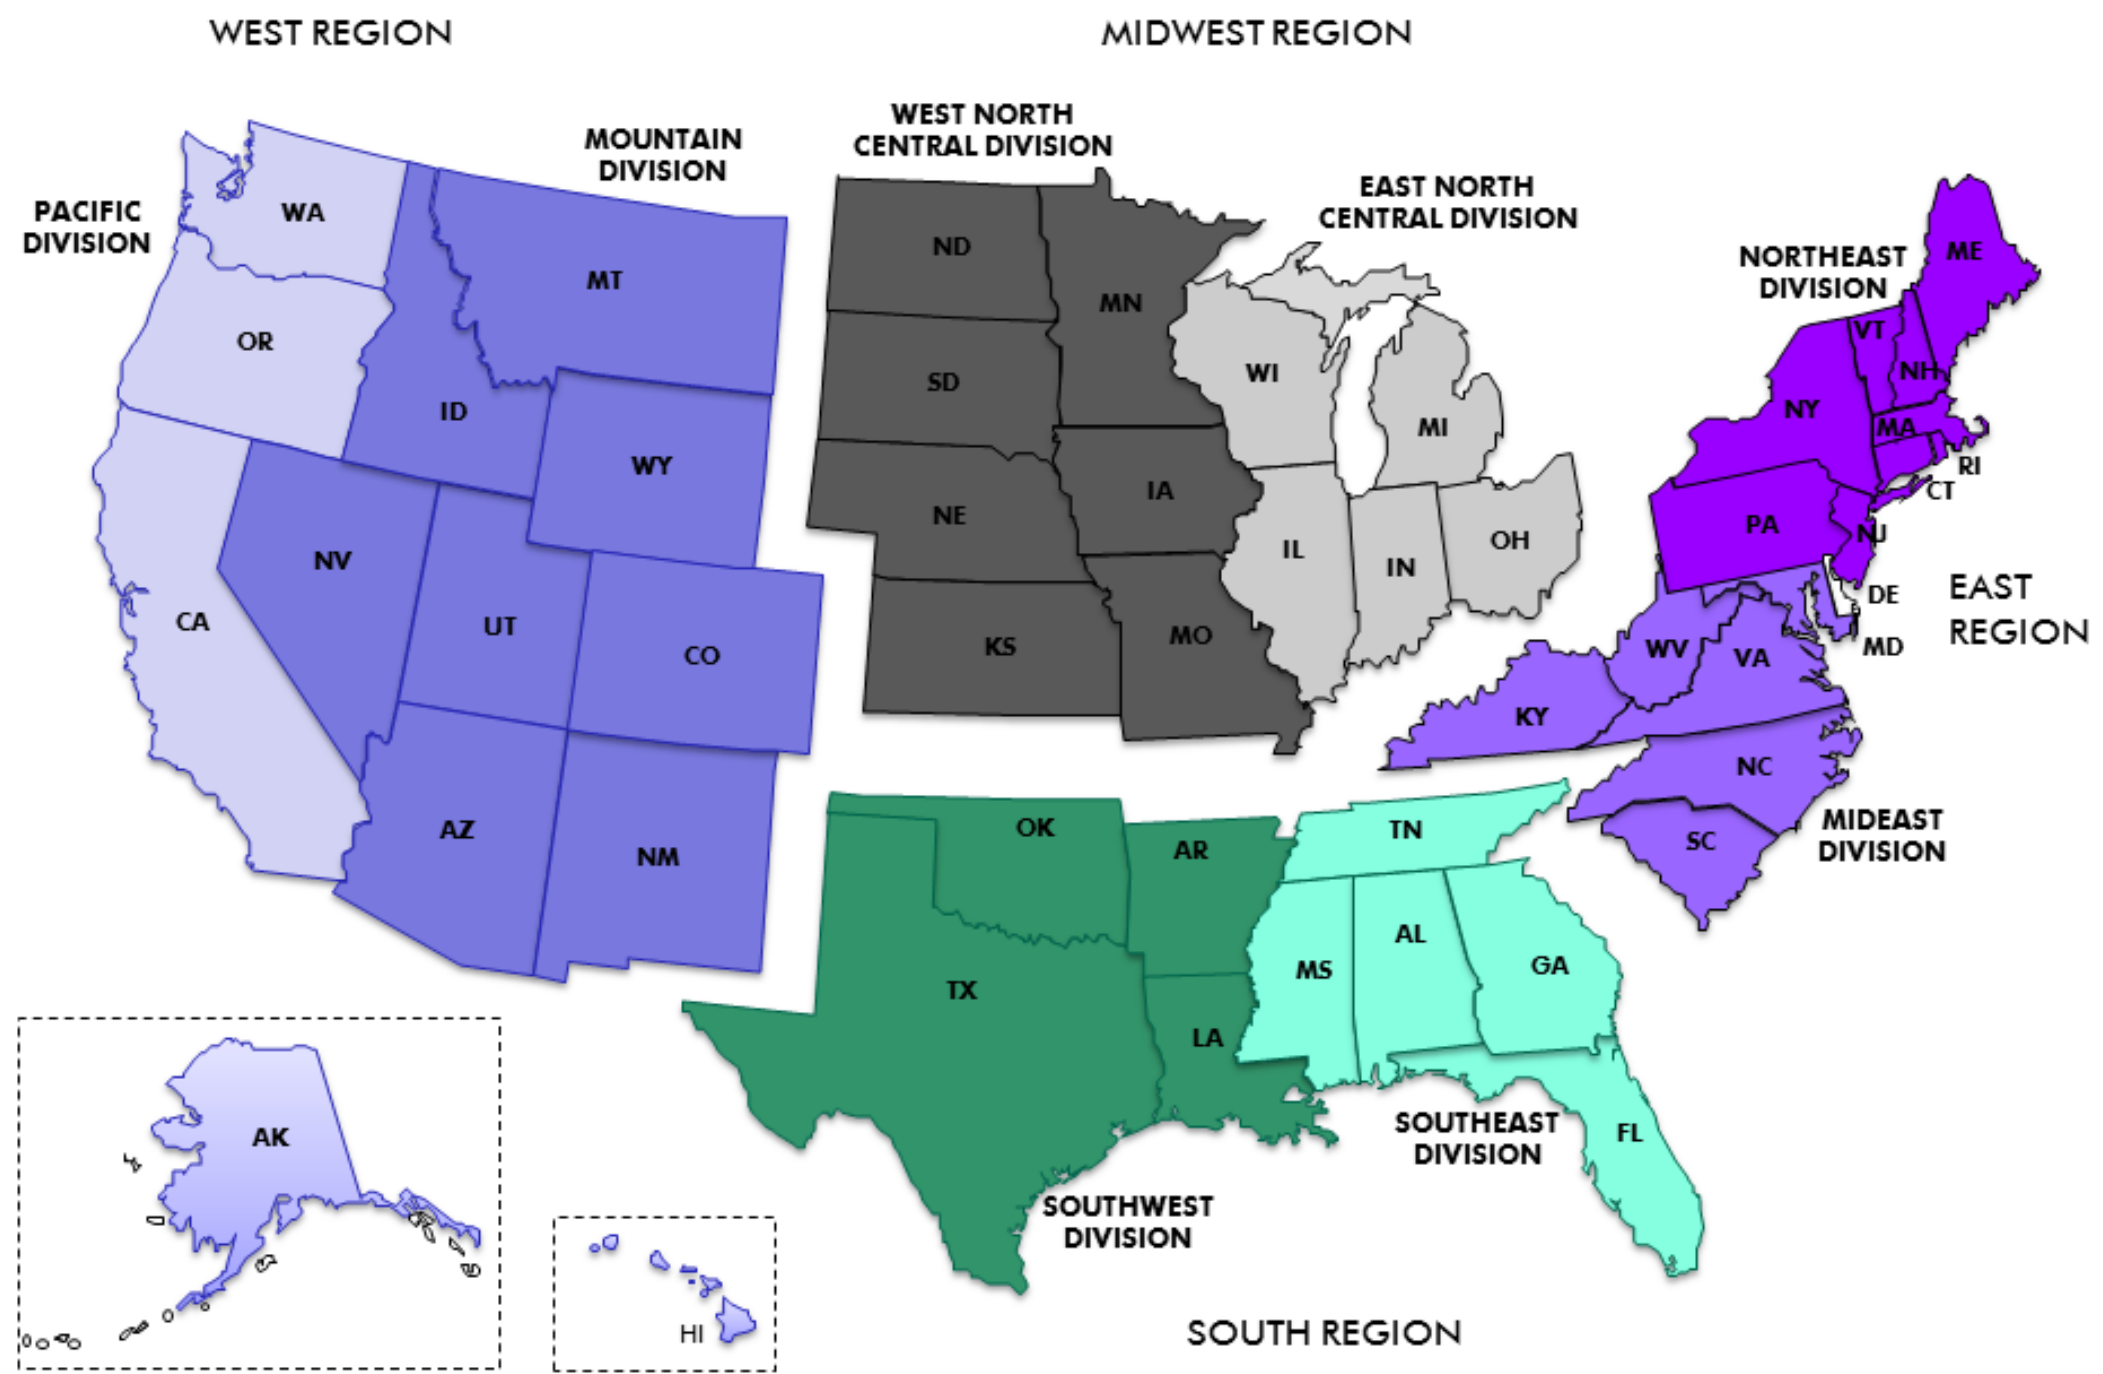 WEST REGION
MIDWEST REGION
WEST NORTH
CENTRAL DIVISION
MOUNTAIN
DIVISION
EAST NORTH
CENTRAL DIVISION
PACIFIC
DIVISION
NORTHEAST
DIVISION
WA
OR
CA
ID
MT
WY
NV
UT
CO
AZ
NM
ND
MN
SD
NE
IA
KS
MO
WI
MI
IL
IN
OH
ME
VT
NH
NY
MA
RI
CT
PA
NJ
DE
MD
EAST
REGION
WV
VA
KY
NC
SC
MIDEAST
DIVISION
OK
AR
TX
LA
TN
MS
AL
GA
FL
SOUTHEAST
DIVISION
SOUTHWEST
DIVISION
AK
HI
SOUTH REGION